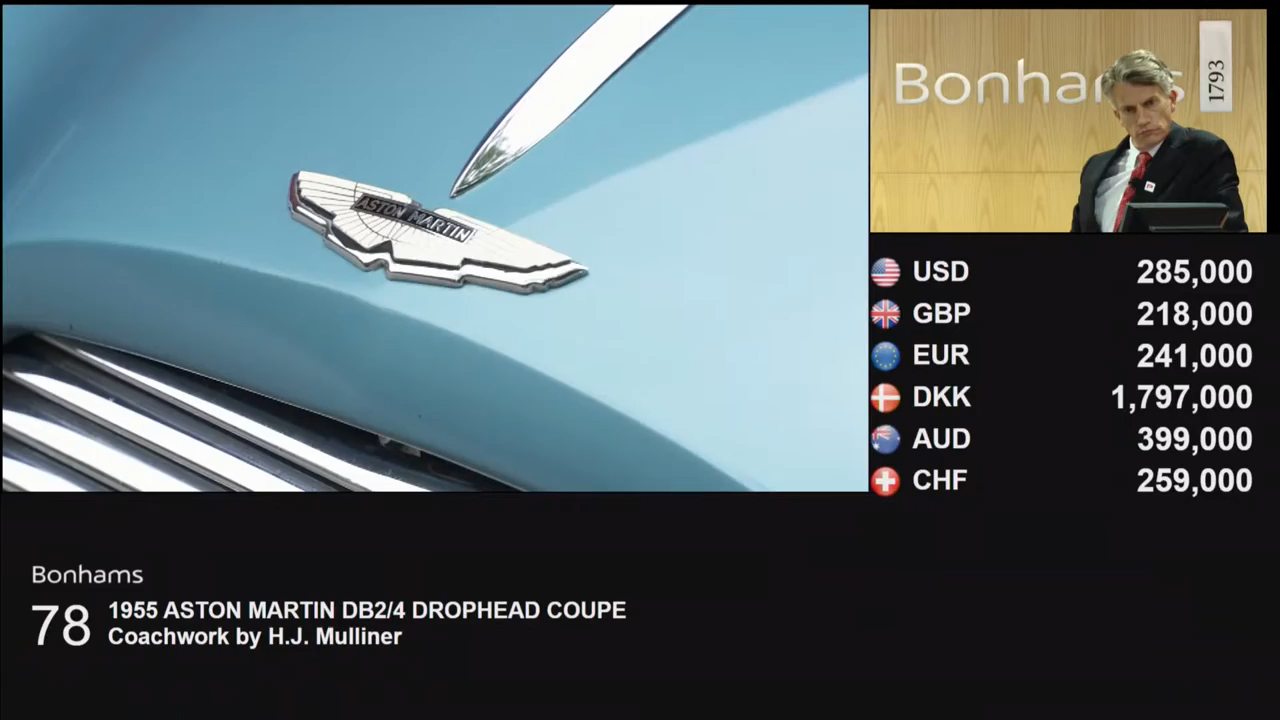 ASTON MARTIN
Bonhams
1793
USD 285,000
GBP 218,000
EUR 241,000
DKK 1,797,000
AUD 399,000
CHF 259,000
Bonhams
78
1955 ASTON MARTIN DB2/4 DROPHEAD COUPE
Coachwork by H.J. Mulliner